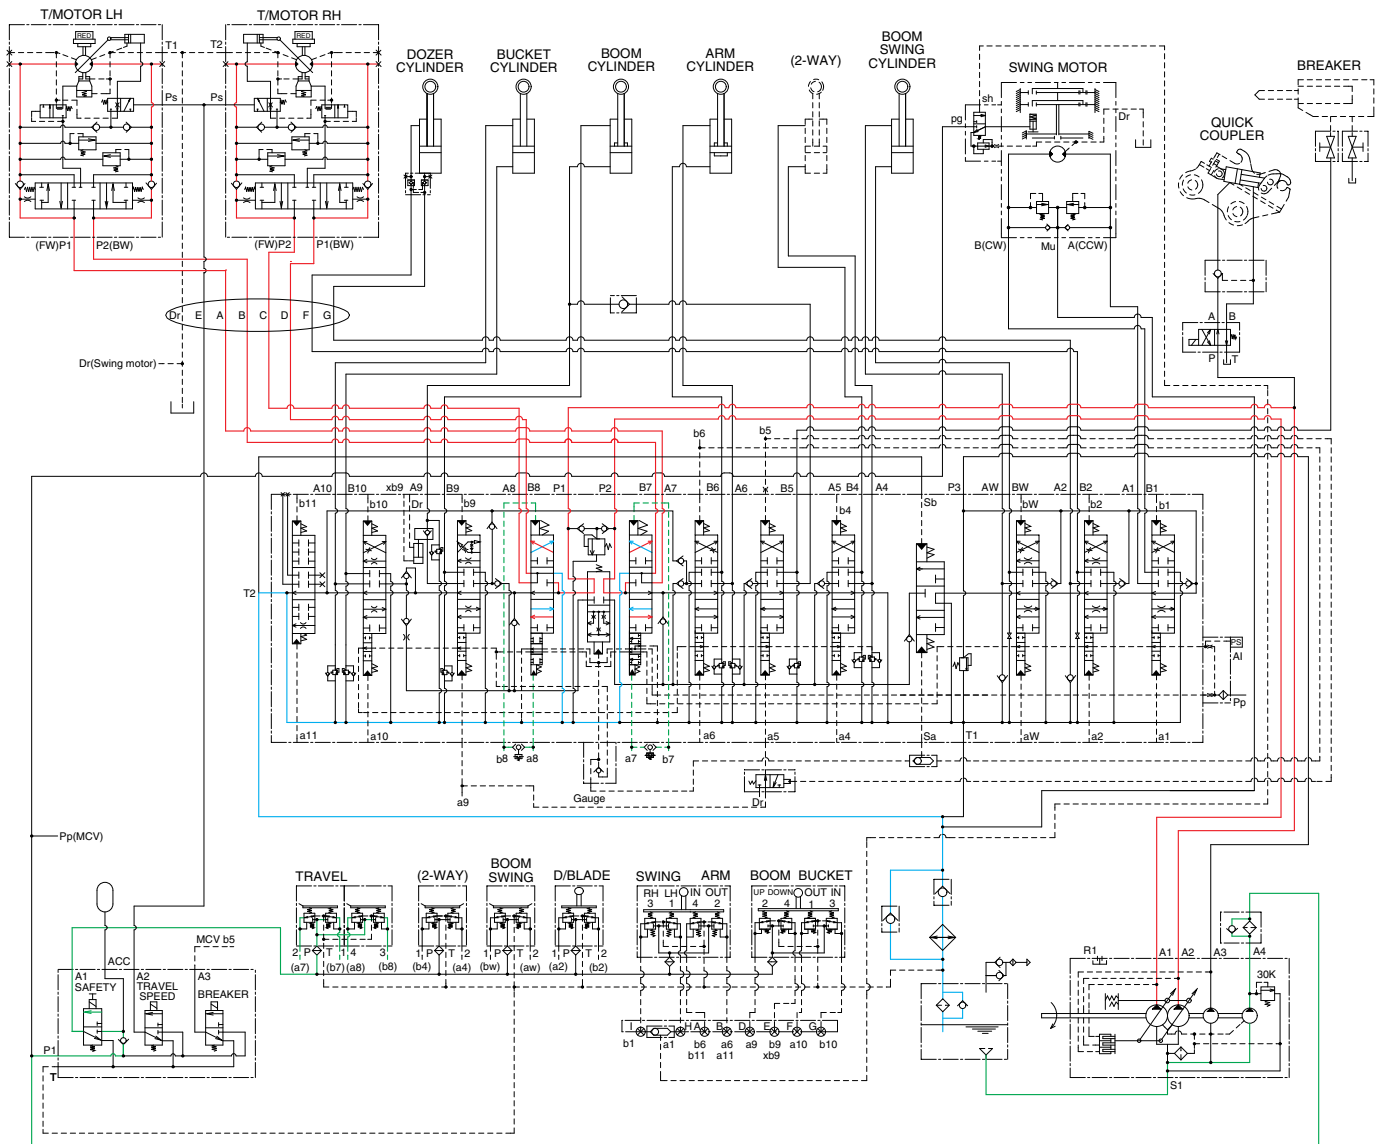 T/MOTOR LH
T/MOTOR RH
RED
RED
T1
T2
Ps
Ps
(FW)P1
P2(BW)
(FW)P2
P1(BW)
DOZER
CYLINDER
BUCKET
CYLINDER
BOOM
CYLINDER
ARM
CYLINDER
(2-WAY)
BOOM
SWING
CYLINDER
SWING MOTOR
sh
pg
Dr
B(CW)
Mu
A(CCW)
BREAKER
QUICK
COUPLER
A
B
P
T
Dr
E
A
B
C
D
F
G
Dr(Swing motor)
b6
b5
A10
B10
xb9
A9
B9
A8
B8
P1
P2
B7
A7
B6
A6
B5
A5
B4
A4
P3
AW
BW
A2
B2
A1
B1
b11
b10
Dr
b9
b4
Sb
bW
b2
b1
T2
PS
AI
Pp
a11
a10
b8
a8
a7
b7
a6
a5
a4
Sa
T1
aW
a2
a1
a9
Gauge
Dr
Pp(MCV)
TRAVEL
(2-WAY)
BOOM
SWING
D/BLADE
SWING
ARM
BOOM
BUCKET
RH LH
IN OUT
3 1 4 2
UP DOWN
OUT IN
2 4 1 3
2 P T 1 4 3
(a7)
(b7)
(a8)
(b8)
1 P T 2
(b4)
(a4)
1 P T 2
(bw)
(aw)
1 P T 2
(a2)
(b2)
MCV b5
ACC
A1
SAFETY
A2
TRAVEL
SPEED
A3
BREAKER
P1
T
I
H
A
B
D
E
F
G
b1
a1
b6
a6
a9
b9
a10
b10
b11
a11
xb9
R1
A1
A2
A3
A4
30K
S1